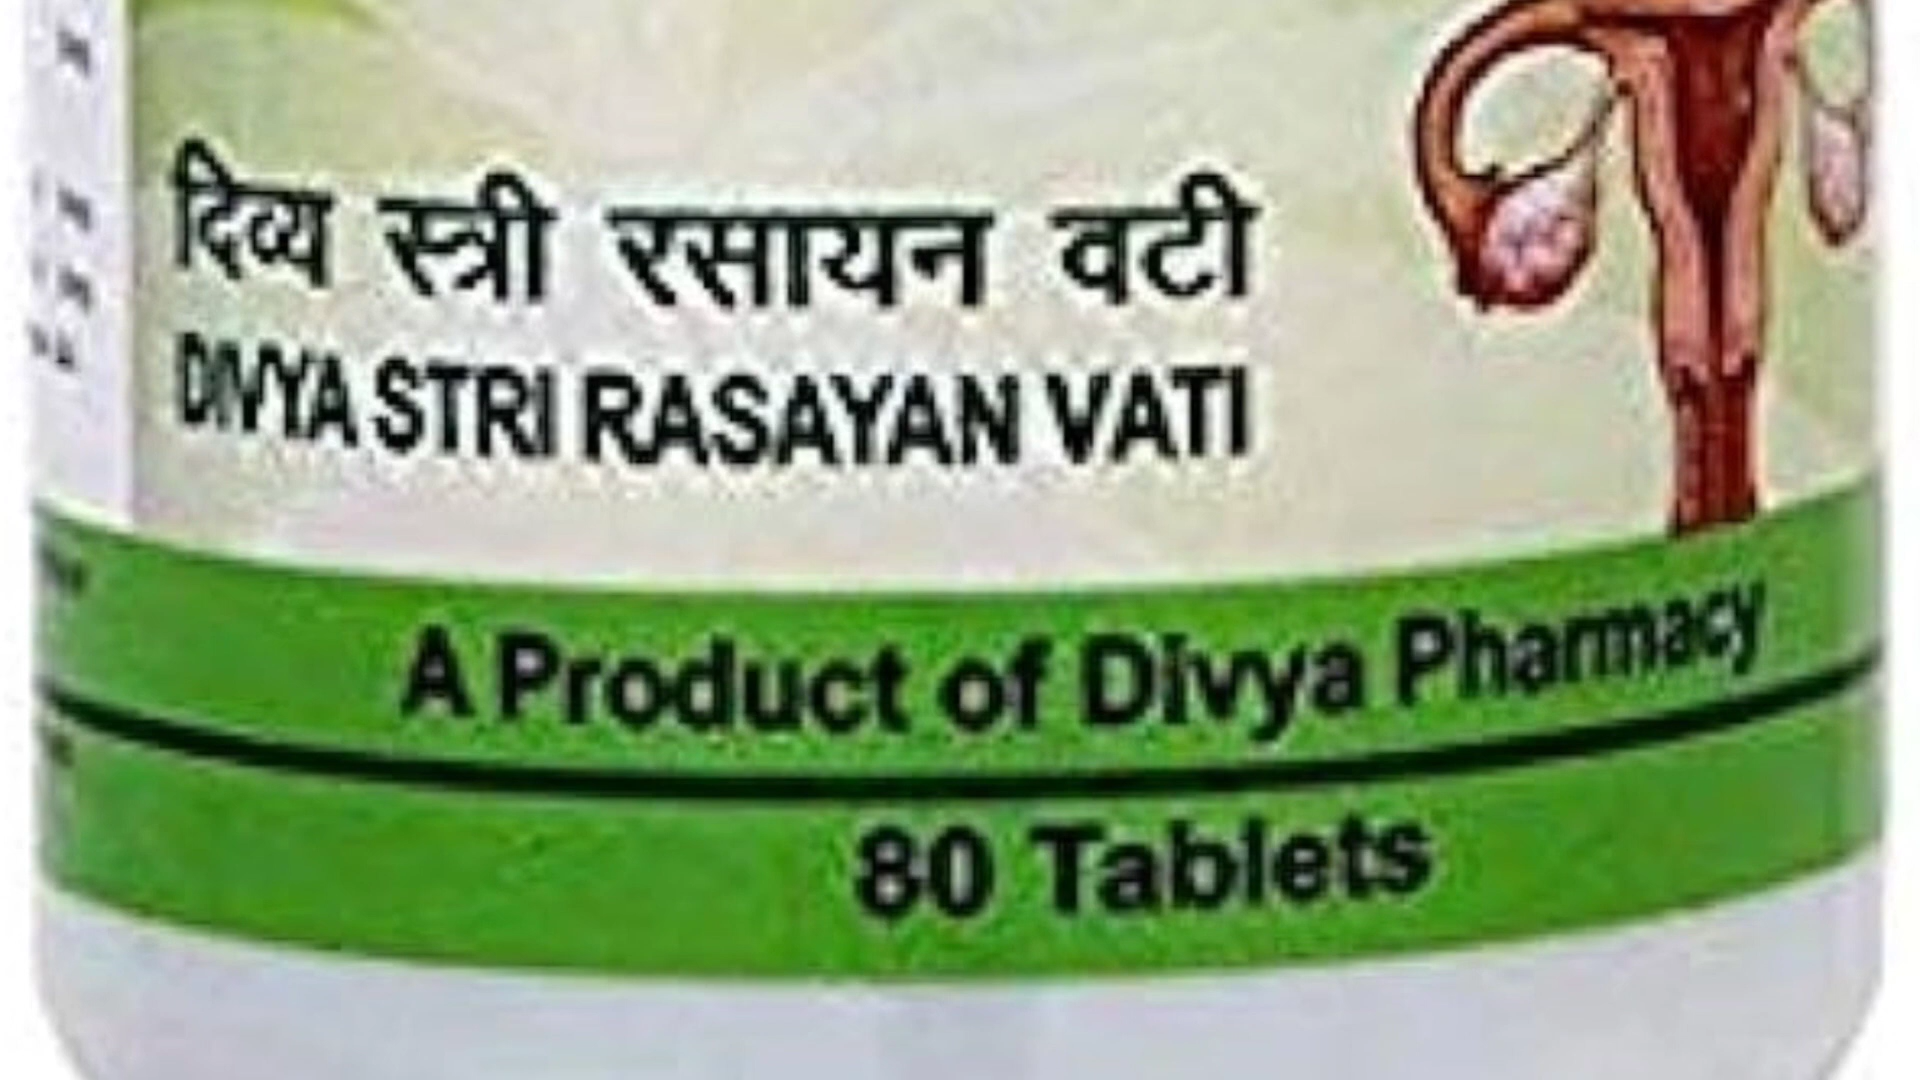 दिव्य स्त्री रसायन वटी
DIVYA STRI RASAYAN VATI
A Product of Divya Pharmacy
80 Tablets